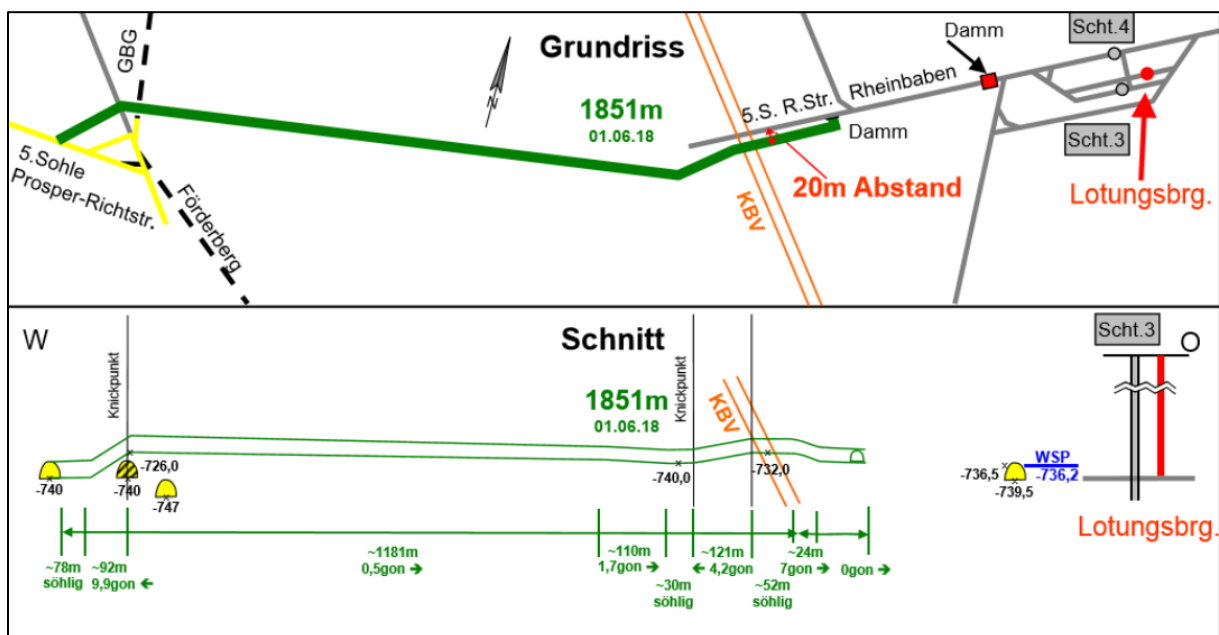 GBG
Grundriss
N
1851m
01.06.18
5.S. R.Str.
Rheinbaben
Damm
Scht.4
Damm
Scht.3
20m Abstand
KBV
Lotungsbrg.
5.Sohle
Prosper-Richtstr.
Förderberg
W
Schnitt
O
Knickpunkt
1851m
01.06.18
Knickpunkt
KBV
Scht.3
-726,0
-740
-740
-747
-740,0
-732,0
-736,5
-739,5
WSP
-736,2
Lotungsbrg.
~78m
söhlig
~92m
9,9gon
~1181m
0,5gon
~110m
1,7gon
~30m
söhlig
~121m
4,2gon
~52m
söhlig
~24m
7gon
0gon